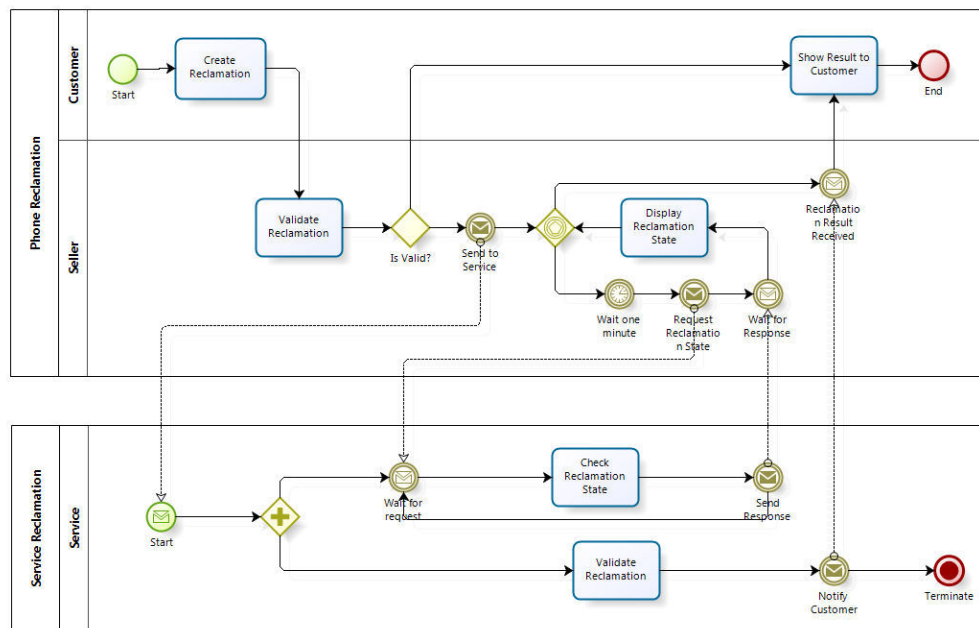 Phone Reclamation
Customer
Start
Create
Reclamation
Show Result to
Customer
End
Seller
Validate
Reclamation
Is Valid?
Send to
Service
Display
Reclamation
State
Reclamatio
n Result
Received
Wait one
minute
Request
Reclamatio
n State
Wait for
Response
Service Reclamation
Service
Start
Wait for
request
Check
Reclamation
State
Send
Response
Validate
Reclamation
Notify
Customer
Terminate